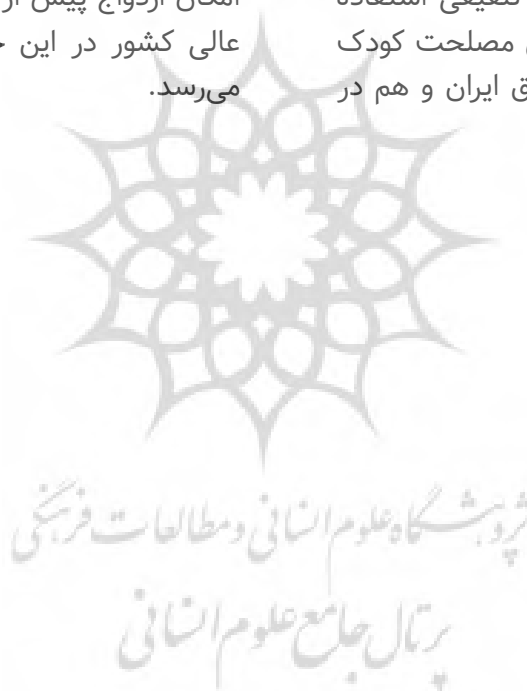 تلفیقی استفاده
مصلحت کودک
ایران و هم در
امکان ازدواج پیش از
عالی کشور در این
می‌رسد.
پژوهشگاه علوم انسانی و مطالعات فرهنگی
پرتال جامع علوم انسانی